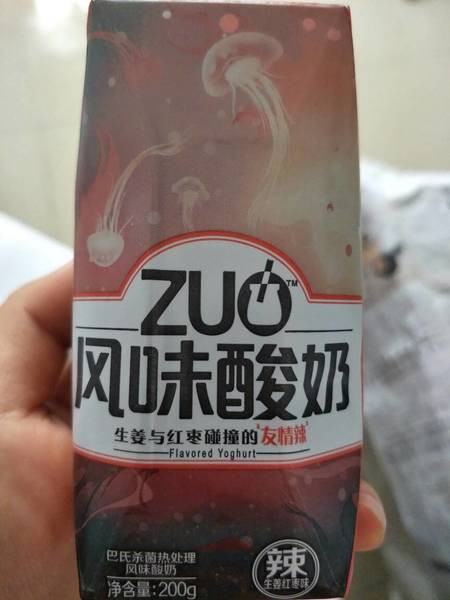 ZUO™
风味酸奶
生姜与红枣碰撞的"友情辣"
Flavored Yoghurt
巴氏杀菌热处理
风味酸奶
净含量:200g
辣
生姜红枣味